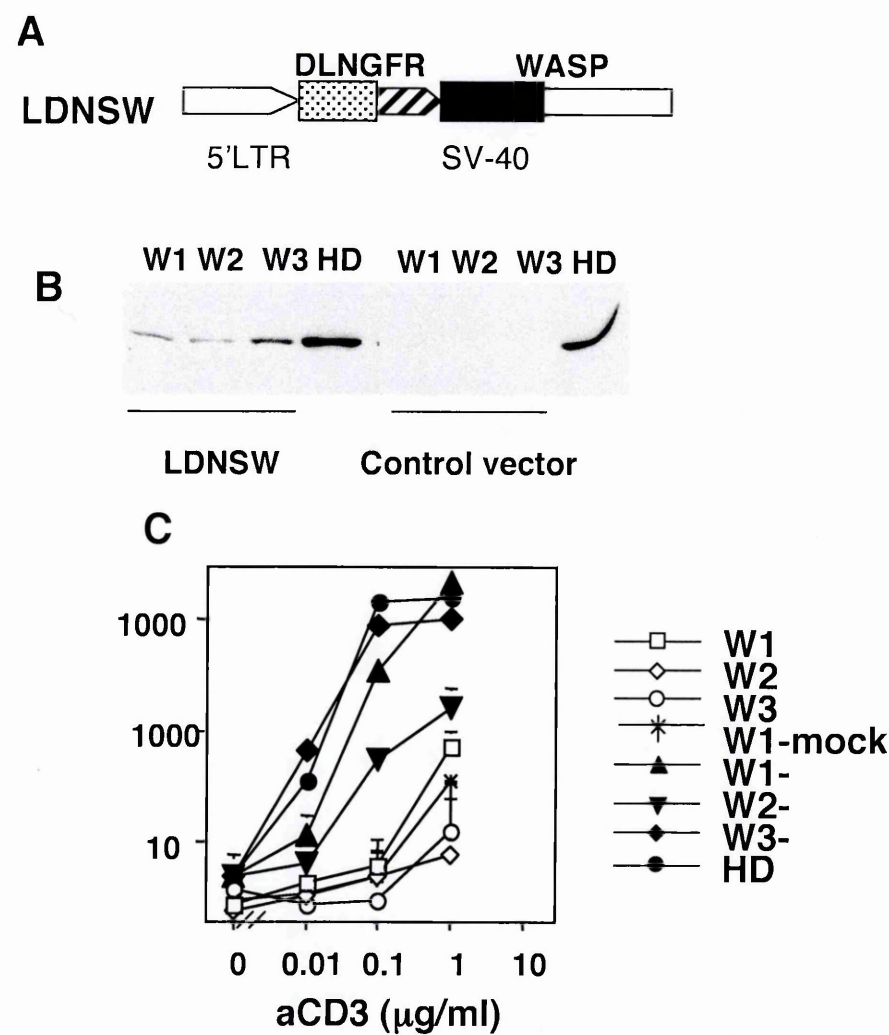 A
DLNGFR WASP
LDNSW
5'LTR SV-40
B
W1 W2 W3 HD W1 W2 W3 HD
LDNSW Control vector
C
1000
1000
10
0 0.01 0.1 1 10
aCD3 (μg/ml)
W1
W2
W3
W1-mock
W1-
W2-
W3-
HD